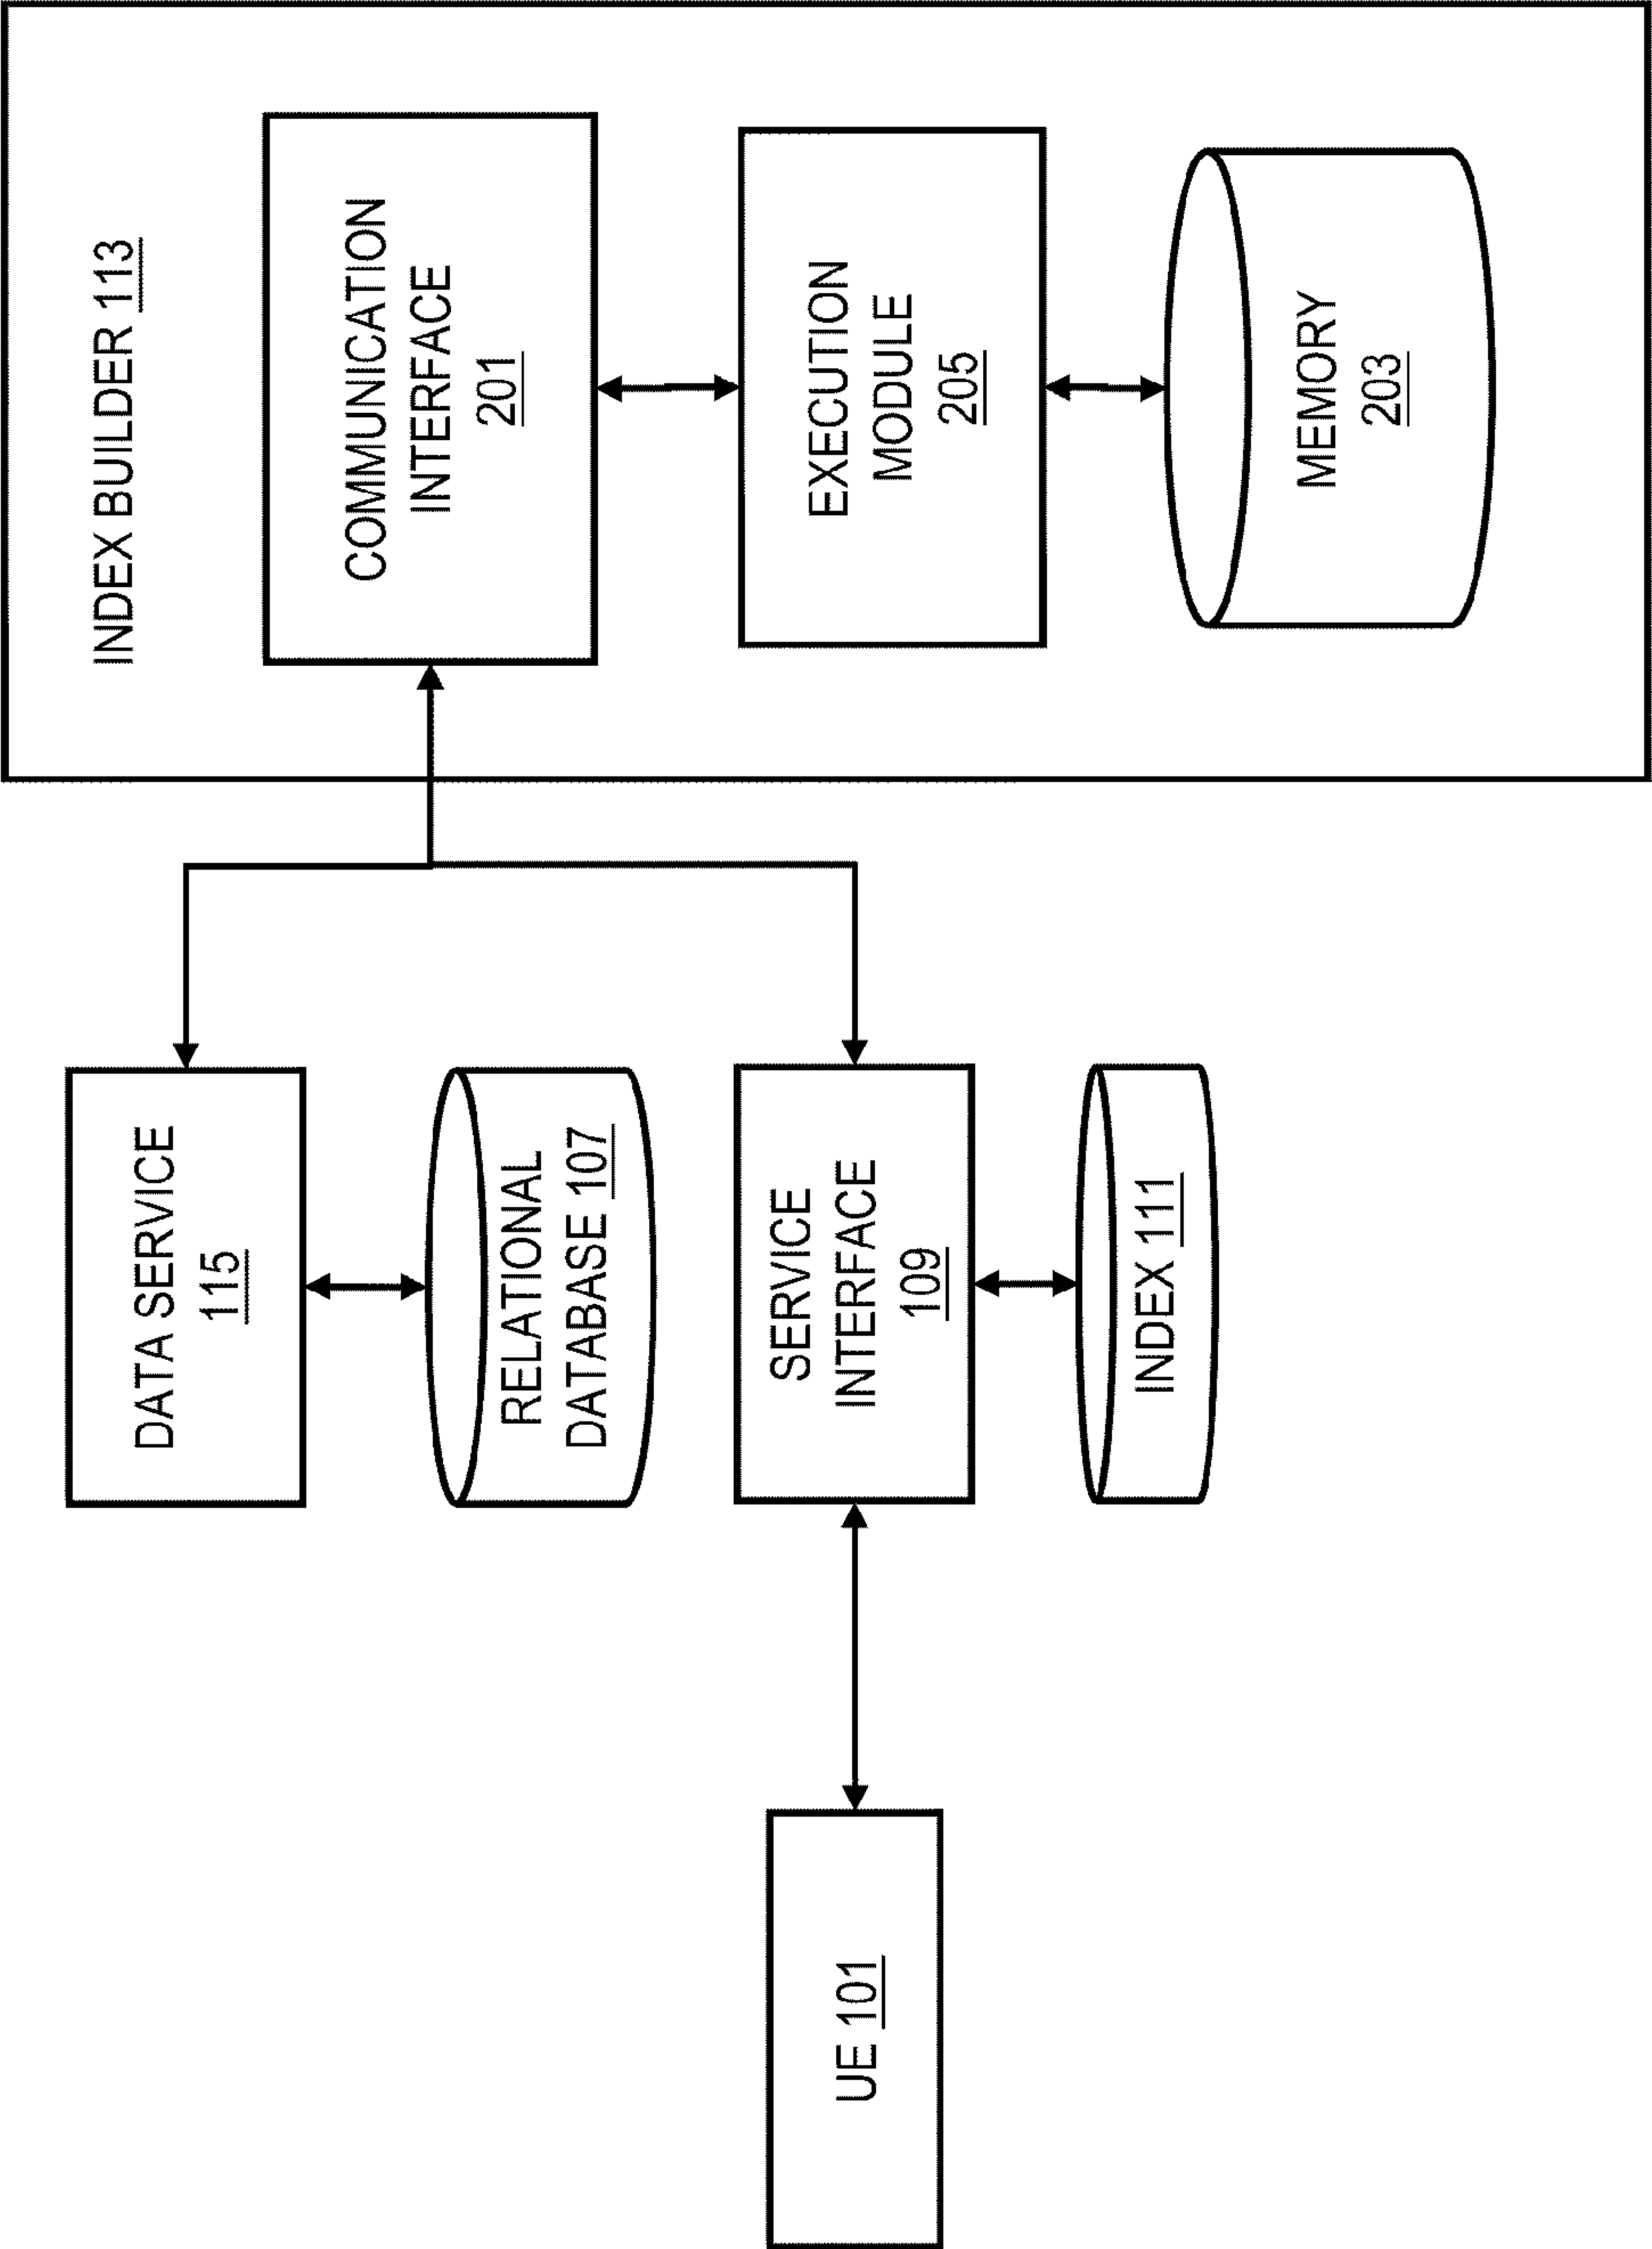 UE 101
DATA SERVICE
115
RELATIONAL
DATABASE 107
SERVICE
INTERFACE
109
INDEX 111
INDEX BUILDER 113
COMMUNICATION
INTERFACE
201
EXECUTION
MODULE
205
MEMORY
203